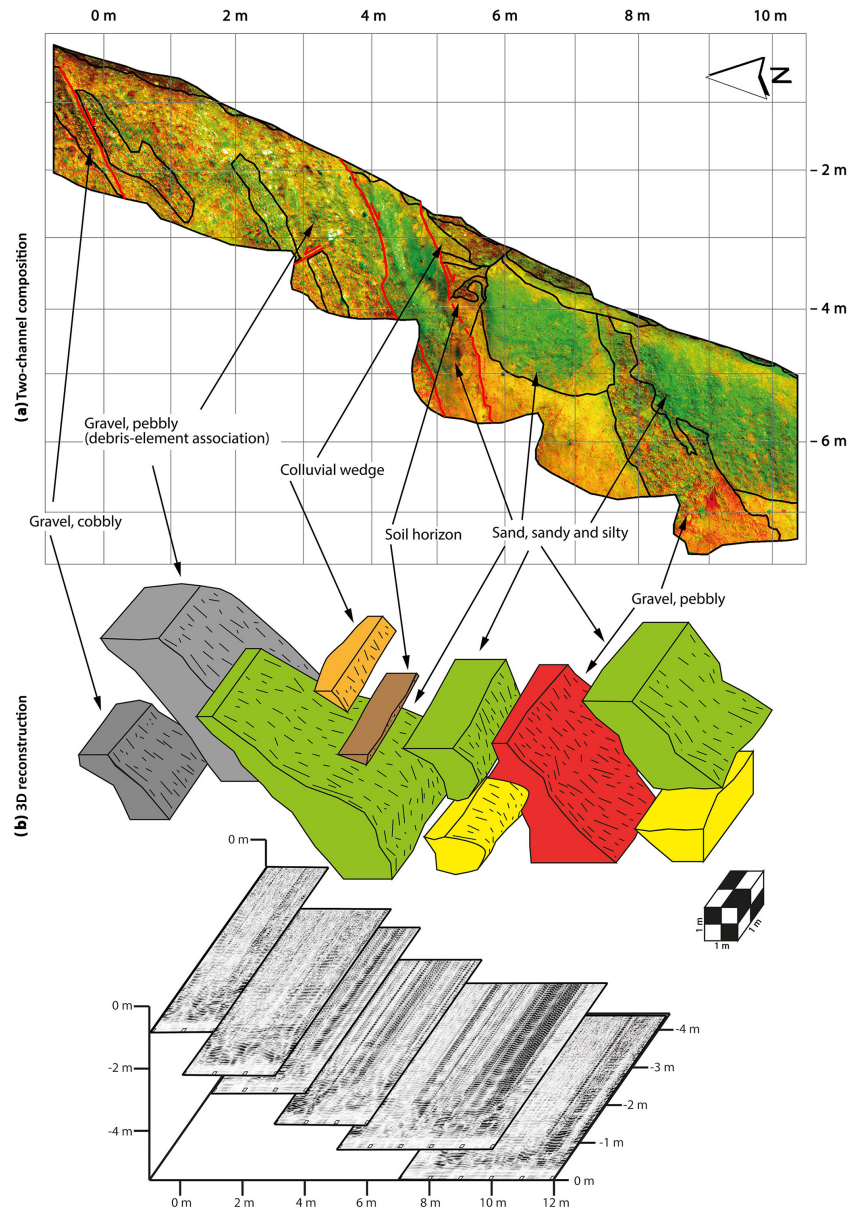 0 m
2 m
4 m
6 m
8 m
10 m
N
– 2 m
– 4 m
– 6 m
(a) Two-channel composition
Gravel, pebbly
(debris-element association)
Colluvial wedge
Gravel, cobbly
Soil horizon
Sand, sandy and silty
Gravel, pebbly
(b) 3D reconstruction
0 m
1 m
1 m
1 m
0 m
-2 m
-4 m
-4 m
-3 m
-2 m
-1 m
0 m
0 m
2 m
4 m
6 m
8 m
10 m
12 m